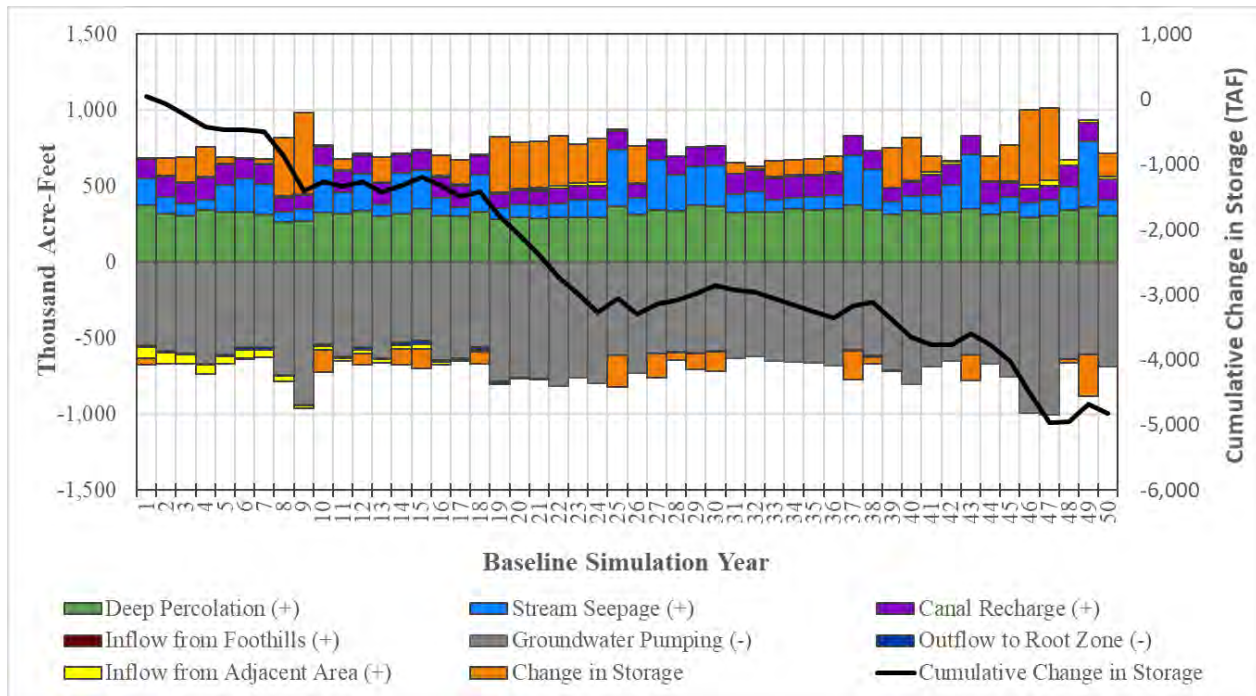 1,500
1,000
500
0
-500
-1,000
-1,500
Thousand Acre-Feet
1,000
0
-1,000
-2,000
-3,000
-4,000
-5,000
-6,000
Cumulative Change in Storage (TAF)
1 2 3 4 5 6 7 8 9 10 11 12 13 14 15 16 17 18 19 20 21 22 23 24 25 26 27 28 29 30 31 32 33 34 35 36 37 38 39 40 41 42 43 44 45 46 47 48 49 50
Baseline Simulation Year
Deep Percolation (+) Stream Seepage (+) Canal Recharge (+)
Inflow from Foothills (+) Groundwater Pumping (-) Outflow to Root Zone (-)
Inflow from Adjacent Area (+) Change in Storage Cumulative Change in Storage